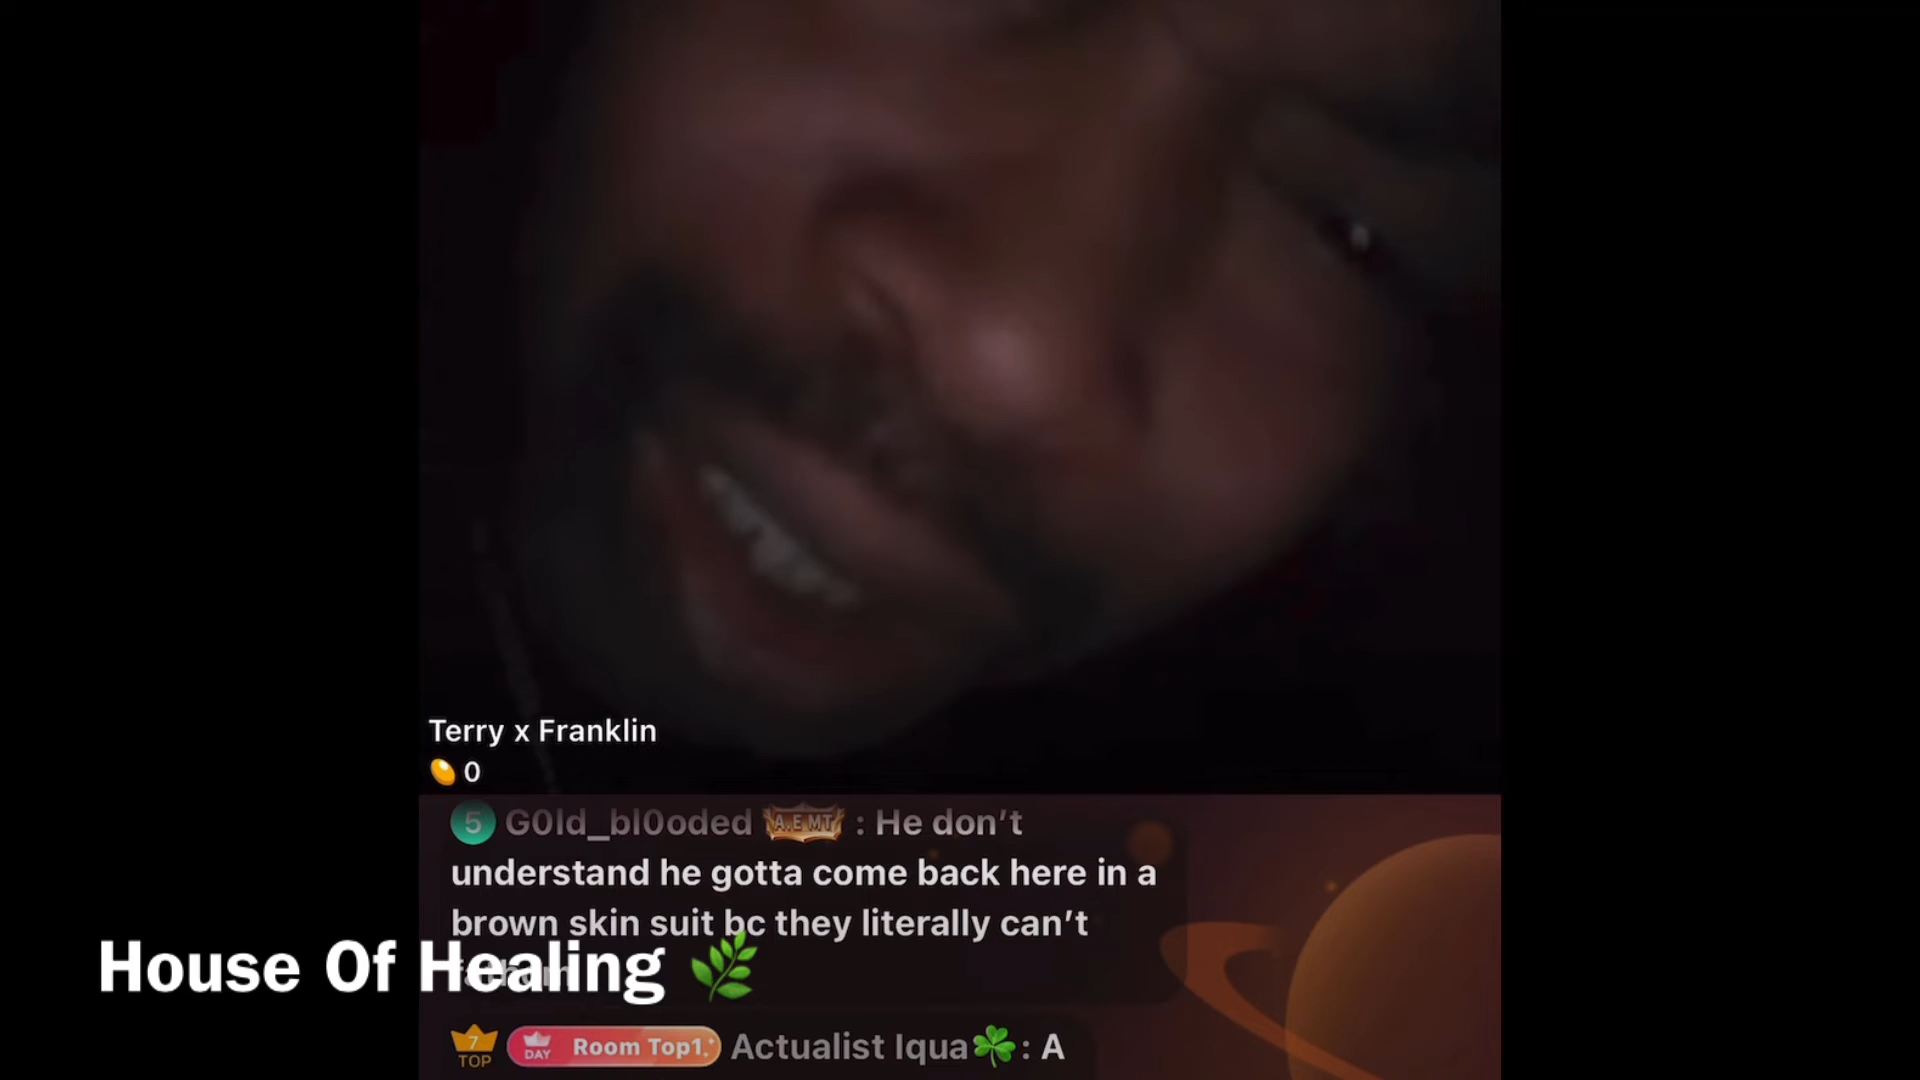 Terry x Franklin
0
5 G0ld_bl0oded A.E MT : He don't
understand he gotta come back here in a
brown skin suit bc they literally can't
House Of Healing
7 TOP DAY Room Top1. Actualist Iqua☘️: A